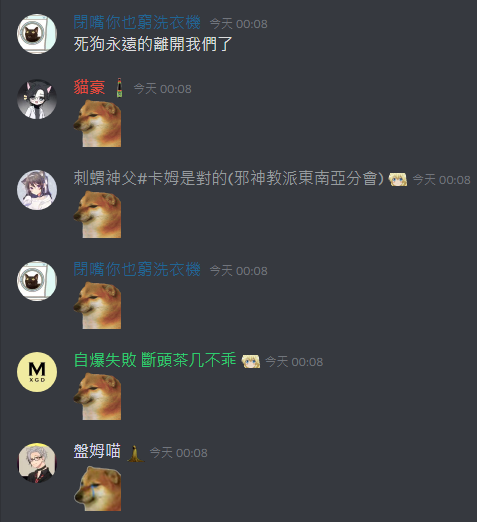 閉嘴你也窮洗衣機 今天 00:08
死狗永遠的離開我們了
貓豪 今天 00:08
刺蝟神父#卡姆是對的(邪神教派東南亞分會) 今天 00:08
閉嘴你也窮洗衣機 今天 00:08
自爆失敗 斷頭茶几不乖 今天 00:08
M
XGD
盤姆喵 今天 00:08